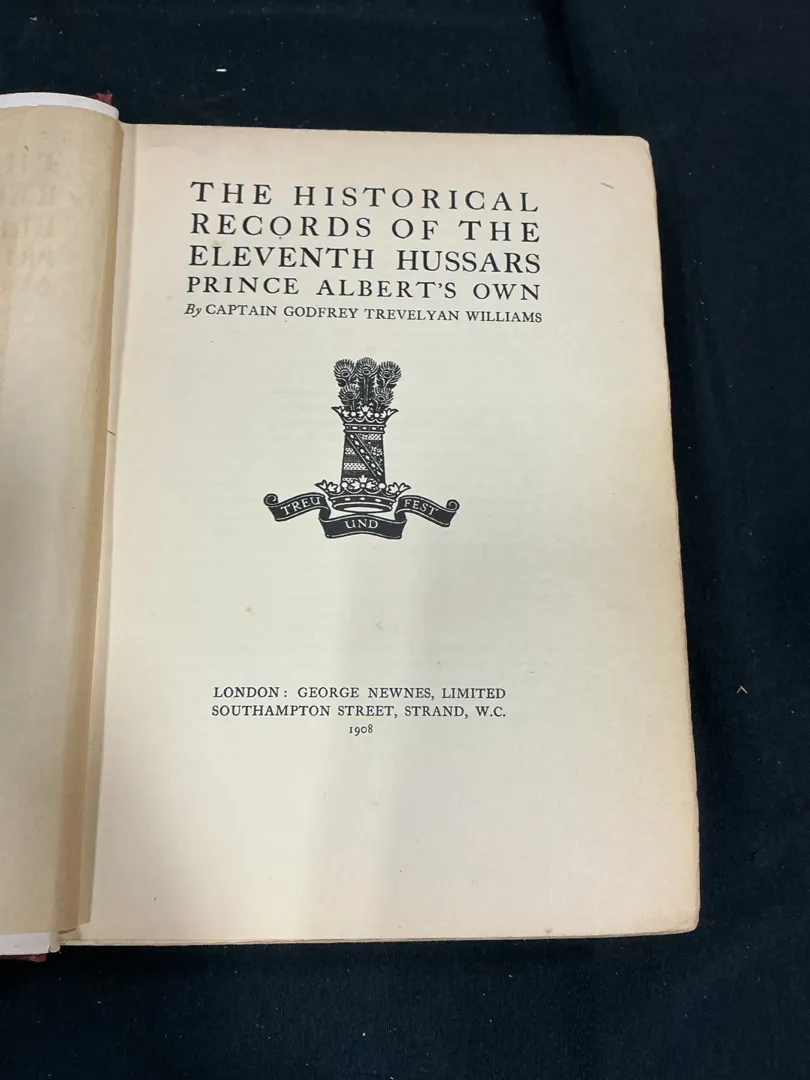 THE HISTORICAL
RECORDS OF THE
ELEVENTH HUSSARS
PRINCE ALBERT'S OWN
By CAPTAIN GODFREY TREVELYAN WILLIAMS
TREU UND FEST
LONDON: GEORGE NEWNES, LIMITED
SOUTHAMPTON STREET, STRAND, W.C.
1908